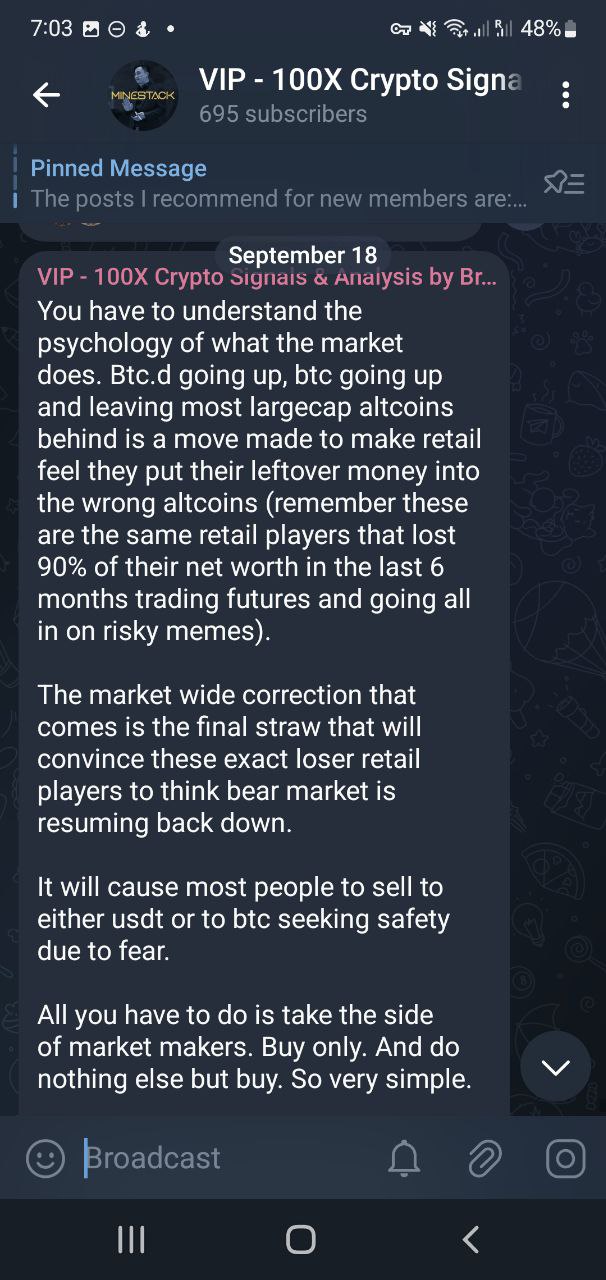 7:03
48%
MINESTACK
VIP - 100X Crypto Signa
695 subscribers
Pinned Message
The posts I recommend for new members are:...
September 18
VIP - 100X Crypto Signals & Analysis by Br...
You have to understand the
psychology of what the market
does. Btc.d going up, btc going up
and leaving most largecap altcoins
behind is a move made to make retail
feel they put their leftover money into
the wrong altcoins (remember these
are the same retail players that lost
90% of their net worth in the last 6
months trading futures and going all
in on risky memes).
The market wide correction that
comes is the final straw that will
convince these exact loser retail
players to think bear market is
resuming back down.
It will cause most people to sell to
either usdt or to btc seeking safety
due to fear.
All you have to do is take the side
of market makers. Buy only. And do
nothing else but buy. So very simple.
Broadcast